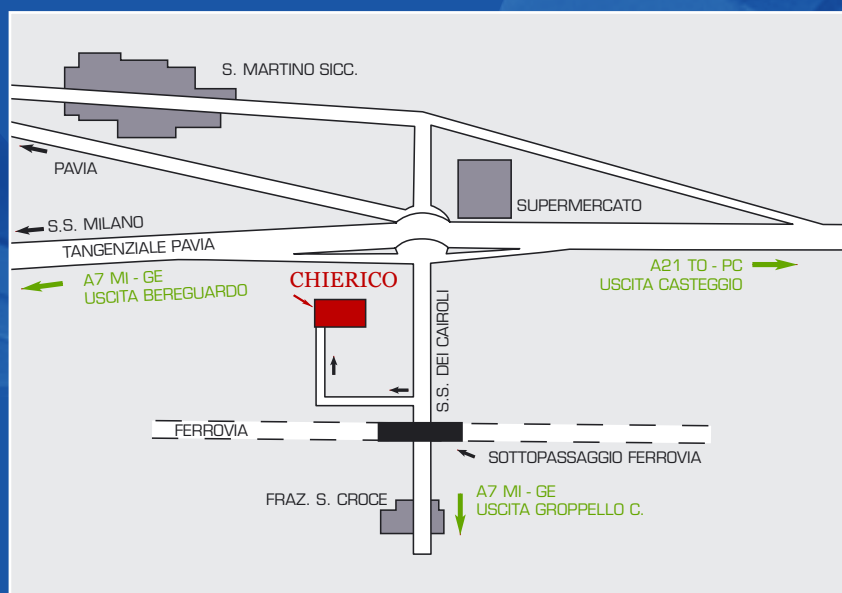 S. MARTINO SICC.
PAVIA
SUPERMERCATO
S.S. MILANO
TANGENZIALE PAVIA
A7 MI - GE
USCITA BEREGUARDO
A21 TO - PC
USCITA CASTEGGIO
CHIERICO
S.S. DEI CAIROLI
FERROVIA
SOTTOPASSAGGIO FERROVIA
FRAZ. S. CROCE
A7 MI - GE
USCITA GROPPELLO C.